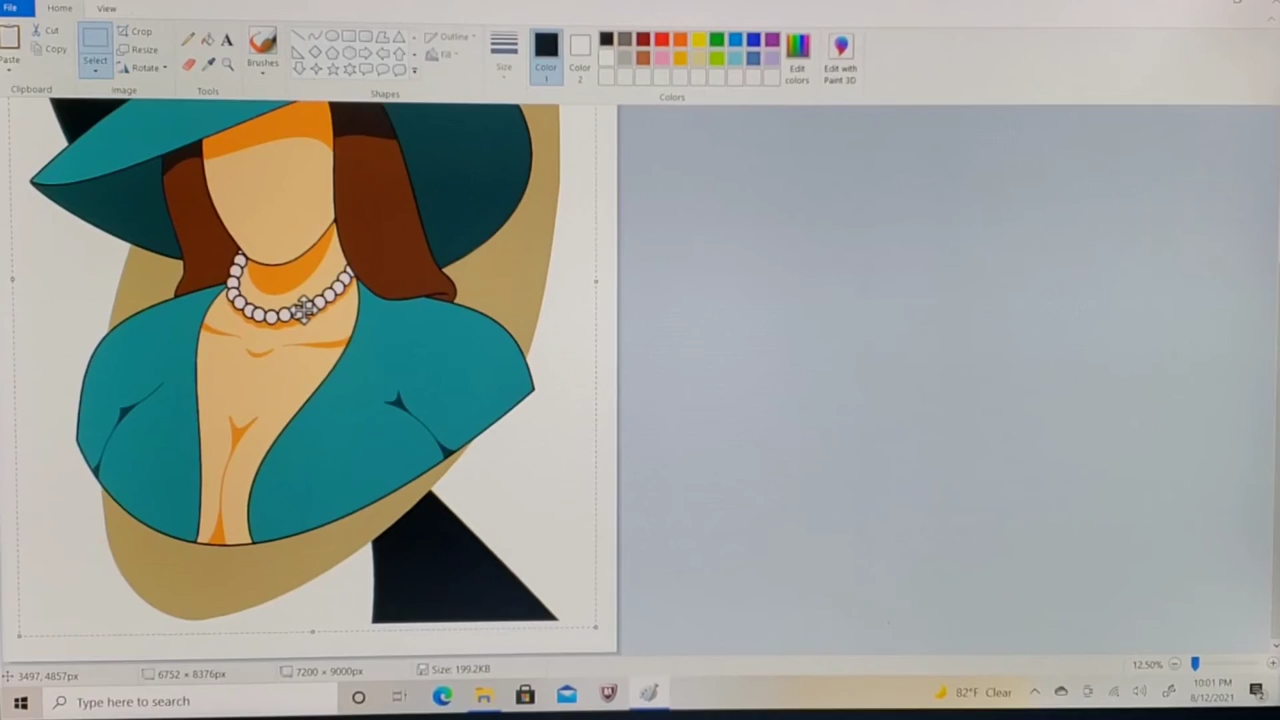 File Home View
Paste Cut Copy
Clipboard
Select Crop Resize Rotate
Image
Tools
Brushes
Outline Fill
Shapes
Size
Color 1
Color 2
Edit colors
Edit with Paint 3D
Colors
3497, 4857px 6752 × 8376px 7200 × 9000px Size: 199.2KB 12.50%
Type here to search 82°F Clear 10:01 PM
8/12/2021